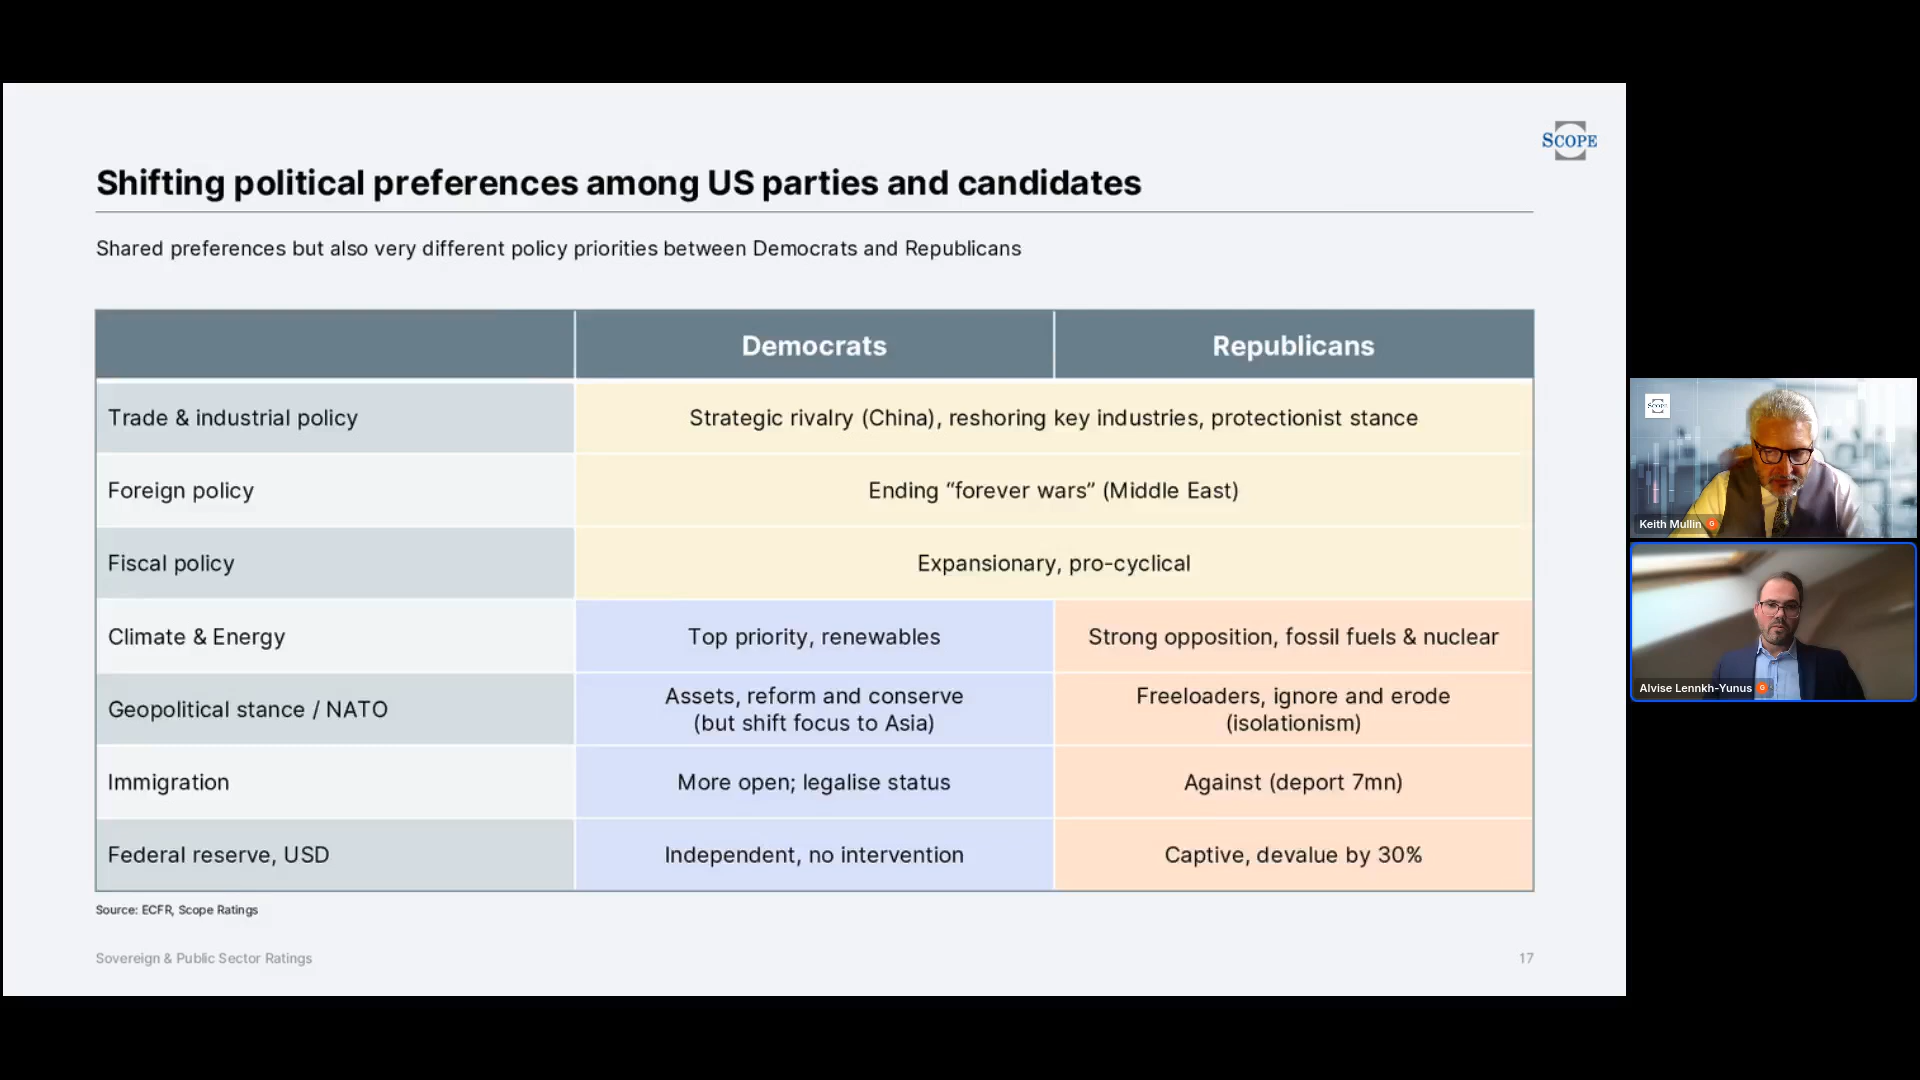 SCOPE
Shifting political preferences among US parties and candidates
Shared preferences but also very different policy priorities between Democrats and Republicans
Democrats
Republicans
Trade & industrial policy
Strategic rivalry (China), reshoring key industries, protectionist stance
Foreign policy
Ending “forever wars” (Middle East)
Fiscal policy
Expansionary, pro-cyclical
Climate & Energy
Top priority, renewables
Strong opposition, fossil fuels & nuclear
Geopolitical stance / NATO
Assets, reform and conserve
(but shift focus to Asia)
Freeloaders, ignore and erode
(isolationism)
Immigration
More open; legalise status
Against (deport 7mn)
Federal reserve, USD
Independent, no intervention
Captive, devalue by 30%
Source: ECFR, Scope Ratings
Sovereign & Public Sector Ratings
17
SCOPE
Keith Mullin G
Alvise Lennkh-Yunus G